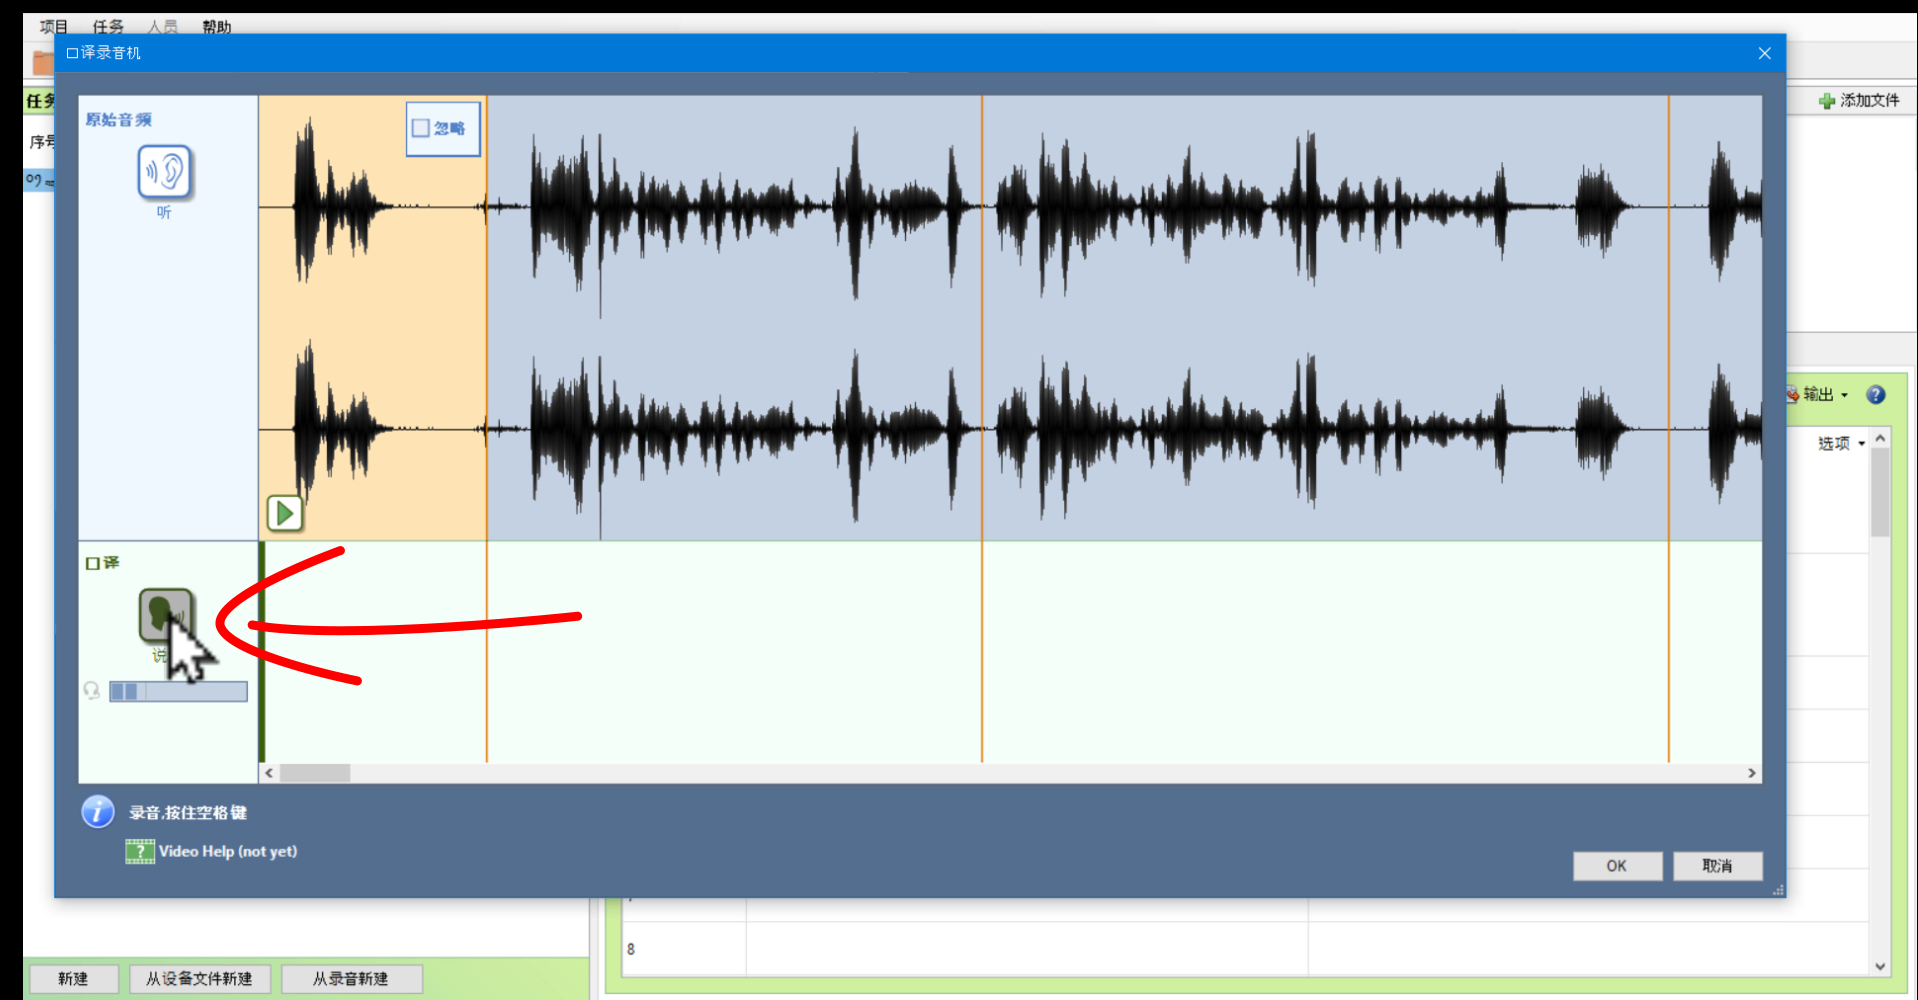 项目 任务 人员 帮助
口译录音机
任务
添加文件
序号
原始音频
忽略
听
输出
选项
口译
说
录音,按住空格键
Video Help (not yet)
OK 取消
8
新建 从设备文件新建 从录音新建